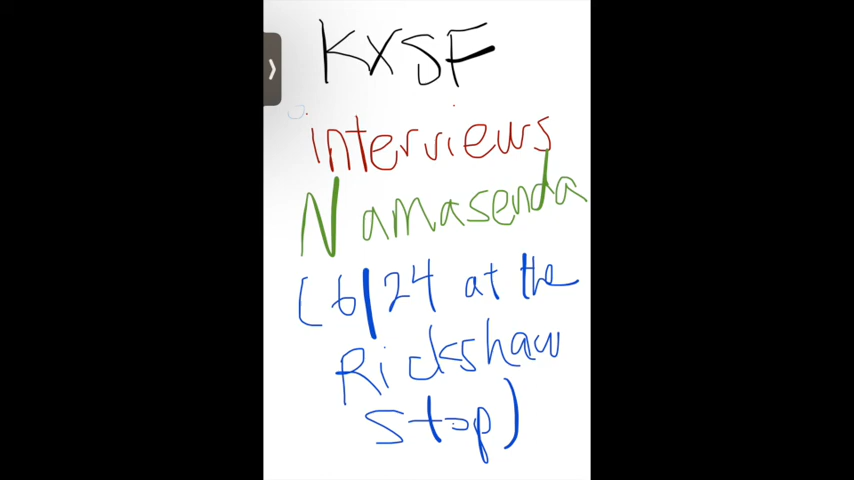 KXSF
interviews
Namasenda
(6/24 at the
Rickshaw
Stop)